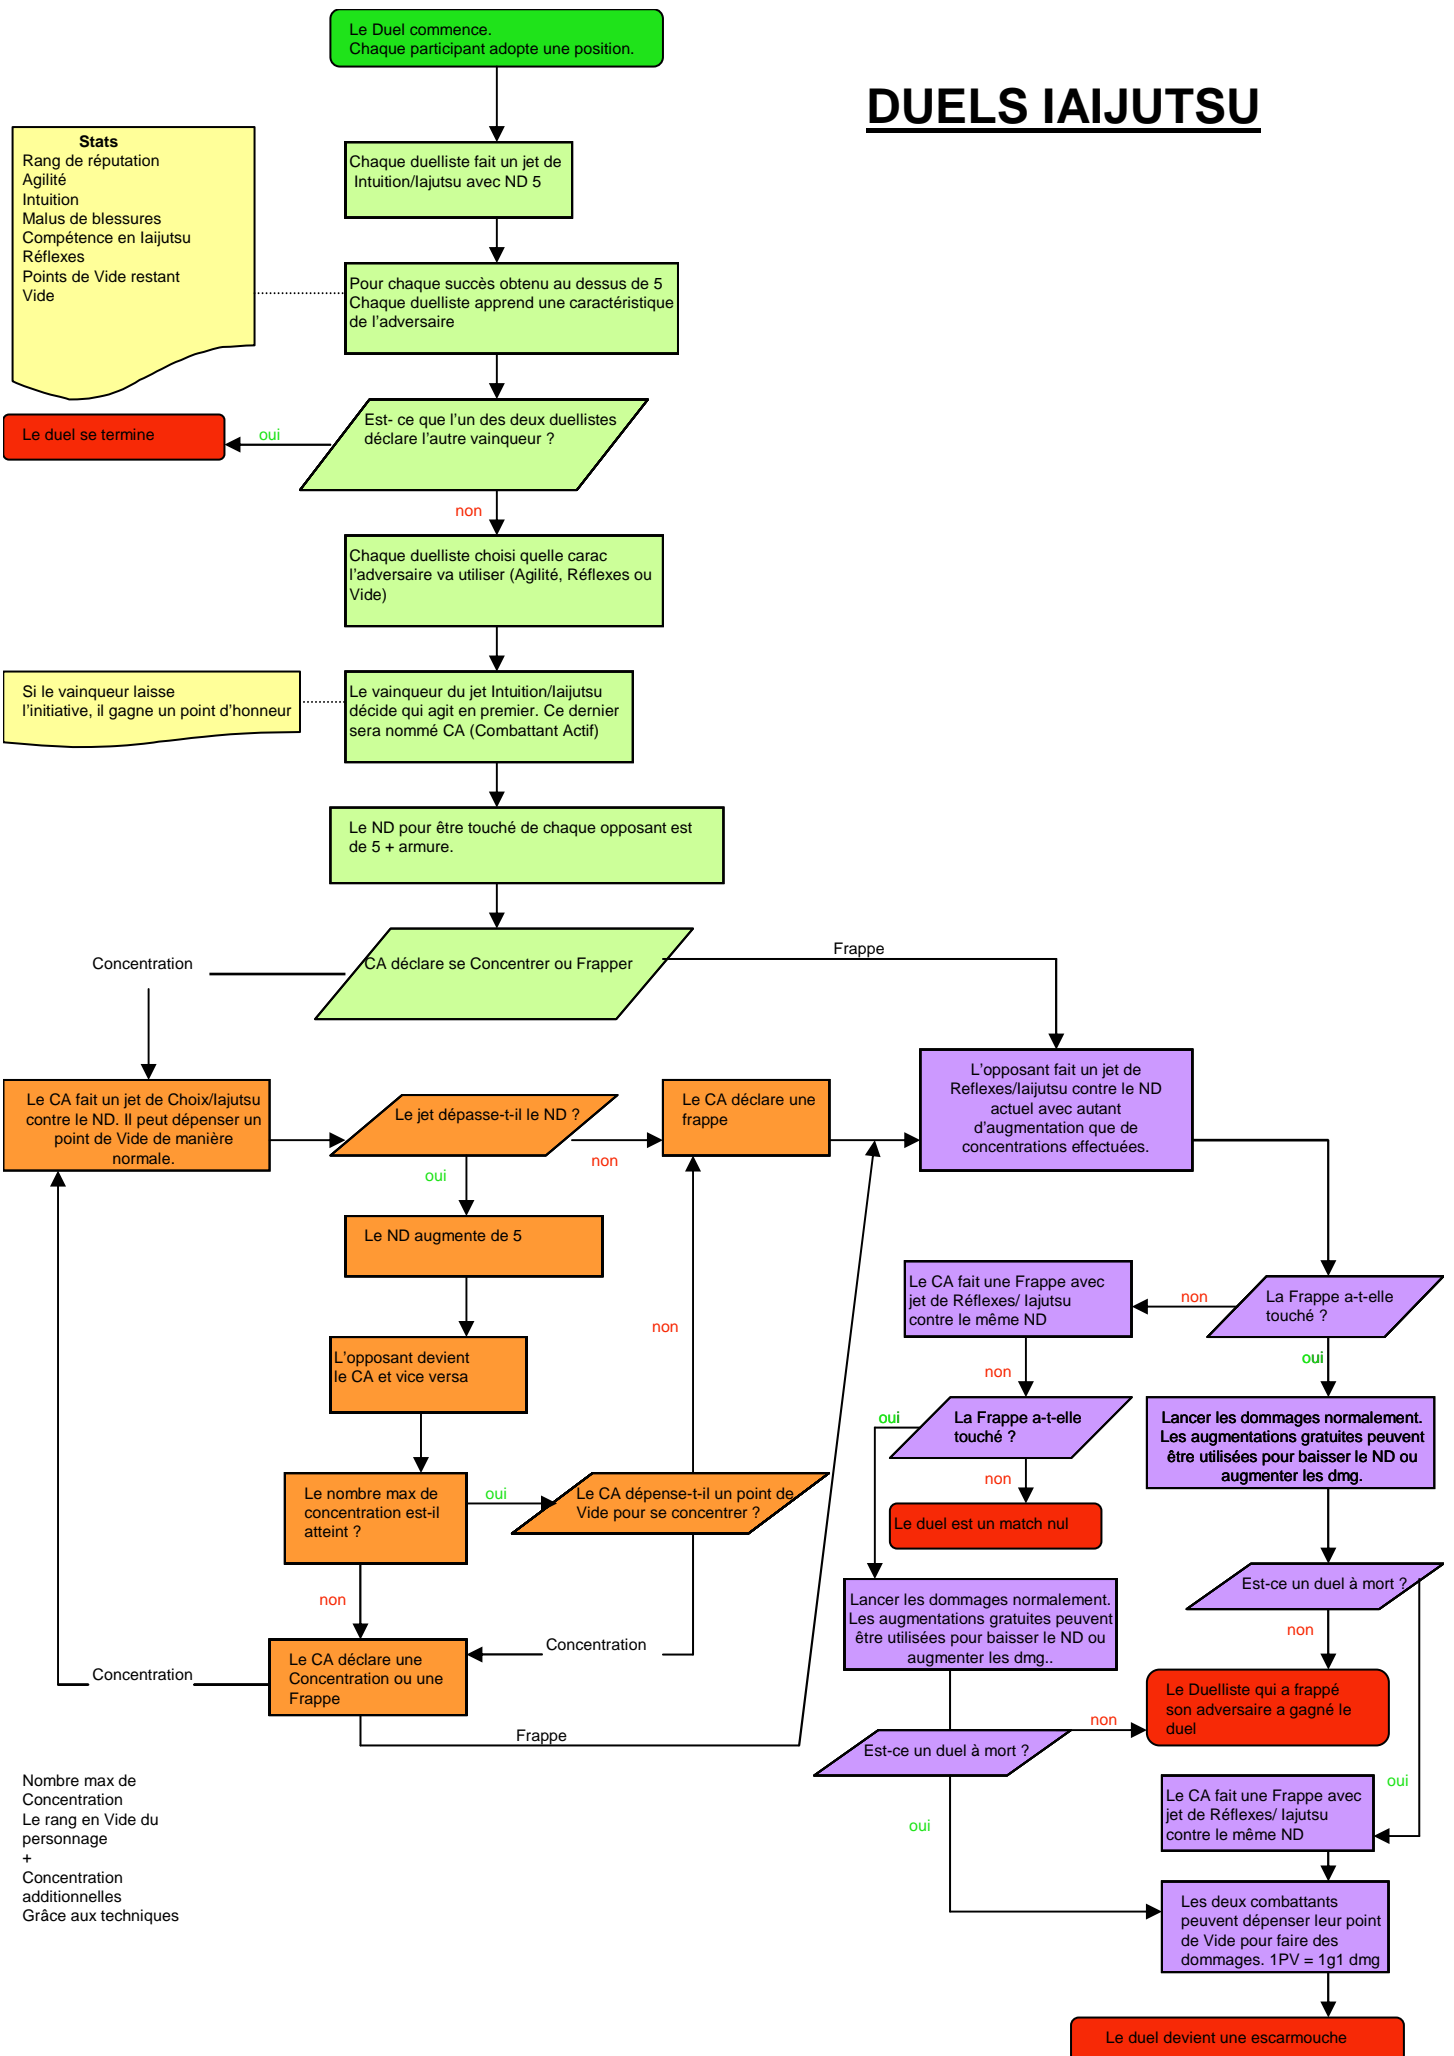 Le Duel commence.
Chaque participant adopte une position.
DUELS IAIJUTSU
Stats
Rang de réputation
Agilité
Intuition
Malus de blessures
Compétence en Iaijutsu
Réflexes
Points de Vide restant
Vide
Chaque duelliste fait un jet de
Intuition/Iajutsu avec ND 5
Pour chaque succès obtenu au dessus de 5
Chaque duelliste apprend une caractéristique
de l'adversaire
Est- ce que l'un des deux duellistes
déclare l'autre vainqueur ?
oui
Le duel se termine
non
Chaque duelliste choisi quelle carac
l'adversaire va utiliser (Agilité, Réflexes ou
Vide)
Si le vainqueur laisse
l'initiative, il gagne un point d'honneur
Le vainqueur du jet Intuition/Iaijutsu
décide qui agit en premier. Ce dernier
sera nommé CA (Combattant Actif)
Le ND pour être touché de chaque opposant est
de 5 + armure.
CA déclare se Concentrer ou Frapper
Concentration
Frappe
Le CA fait un jet de Choix/Iajutsu
contre le ND. Il peut dépenser un
point de Vide de manière
normale.
Le jet dépasse-t-il le ND ?
non
oui
Le CA déclare une
frappe
L'opposant fait un jet de
Reflexes/Iaijutsu contre le ND
actuel avec autant
d'augmentation que de
concentrations effectuées.
Le ND augmente de 5
L'opposant devient
le CA et vice versa
non
Le CA fait une Frappe avec
jet de Réflexes/ Iajutsu
contre le même ND
non
La Frappe a-t-elle
touché ?
oui
non
oui
La Frappe a-t-elle
touché ?
non
Lancer les dommages normalement.
Les augmentations gratuites peuvent
être utilisées pour baisser le ND ou
augmenter les dmg.
Le nombre max de
concentration est-il
atteint ?
oui
Le CA dépense-t-il un point de
Vide pour se concentrer ?
Le duel est un match nul
non
Lancer les dommages normalement.
Les augmentations gratuites peuvent
être utilisées pour baisser le ND ou
augmenter les dmg..
Est-ce un duel à mort ?
non
Concentration
Concentration
Le CA déclare une
Concentration ou une
Frappe
Frappe
Le Duelliste qui a frappé
son adversaire a gagné le
duel
non
Est-ce un duel à mort ?
oui
oui
Le CA fait une Frappe avec
jet de Réflexes/ Iajutsu
contre le même ND
Nombre max de
Concentration
Le rang en Vide du
personnage
+
Concentration
additionnelles
Grâce aux techniques
Les deux combattants
peuvent dépenser leur point
de Vide pour faire des
dommages. 1PV = 1g1 dmg
Le duel devient une escarmouche